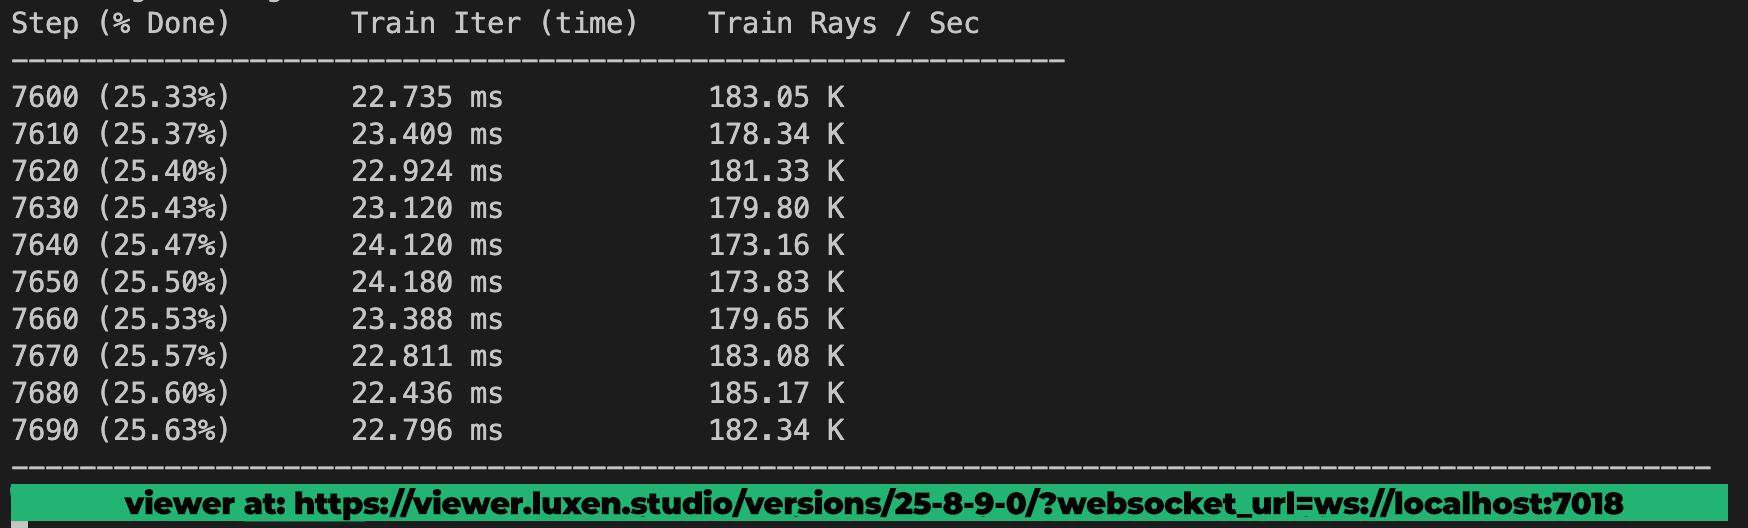 Step (% Done) Train Iter (time) Train Rays / Sec
7600 (25.33%) 22.735 ms 183.05 K
7610 (25.37%) 23.409 ms 178.34 K
7620 (25.40%) 22.924 ms 181.33 K
7630 (25.43%) 23.120 ms 179.80 K
7640 (25.47%) 24.120 ms 173.16 K
7650 (25.50%) 24.180 ms 173.83 K
7660 (25.53%) 23.388 ms 179.65 K
7670 (25.57%) 22.811 ms 183.08 K
7680 (25.60%) 22.436 ms 185.17 K
7690 (25.63%) 22.796 ms 182.34 K
viewer at: https://viewer.luxen.studio/versions/25-8-9-0/?websocket_url=ws://localhost:7018